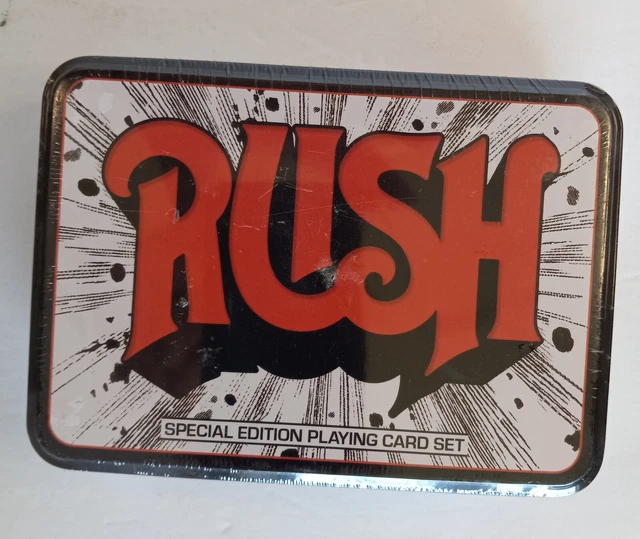 RUSH
SPECIAL EDITION PLAYING CARD SET